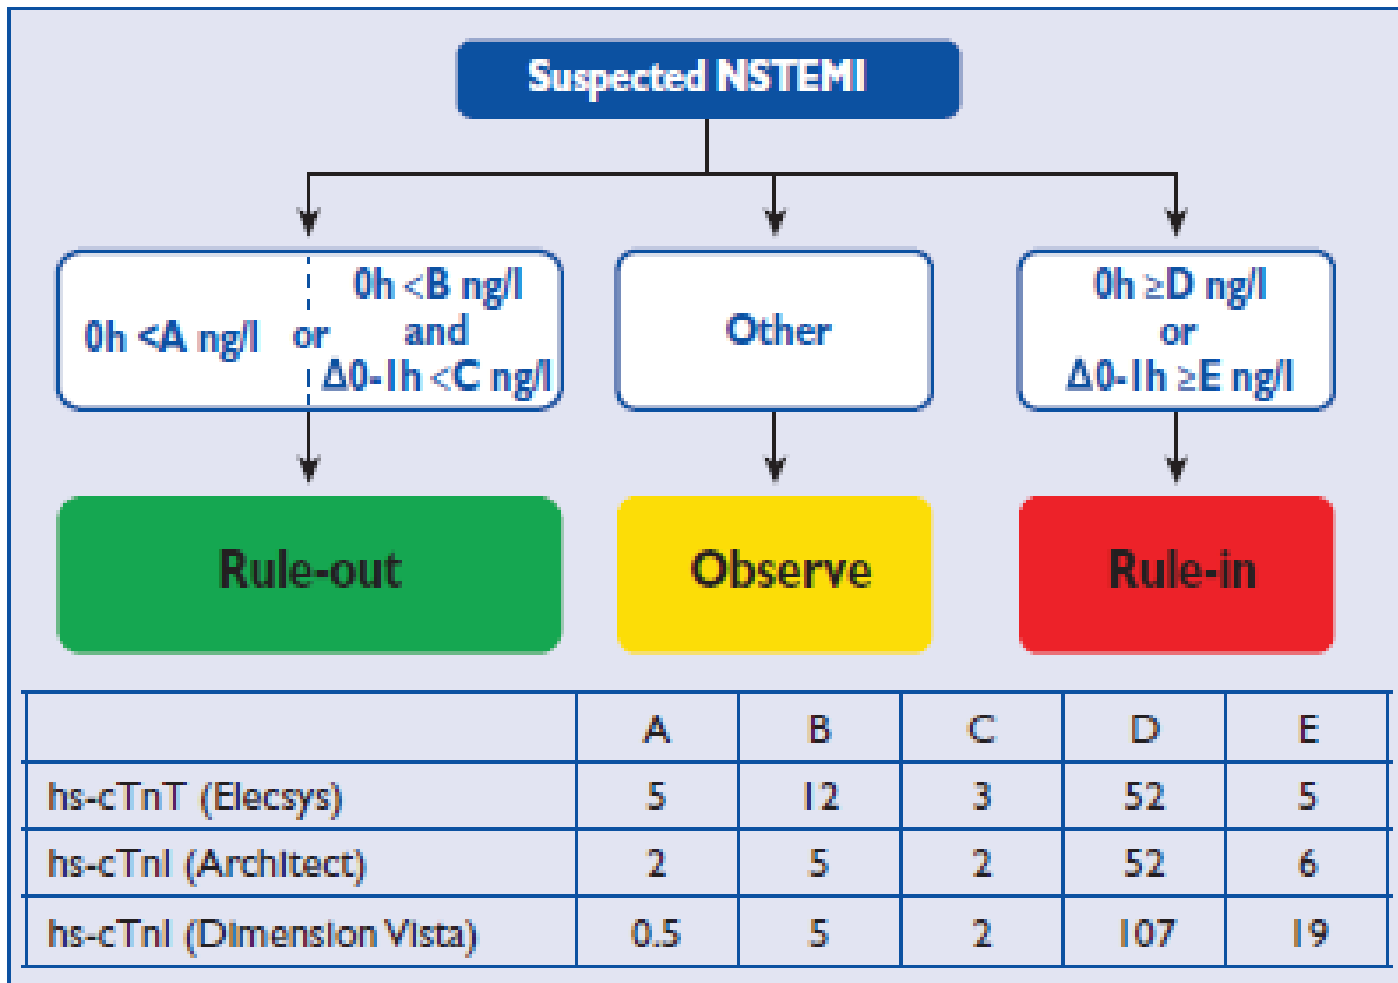 Suspected NSTEMI
0h <A ng/l or
0h <B ng/l
and
Δ0-1h <C ng/l
Other
0h ≥D ng/l
or
Δ0-1h ≥E ng/l
Rule-out
Observe
Rule-in
A B C D E
hs-cTnT (Elecsys) 5 12 3 52 5
hs-cTnI (Architect) 2 5 2 52 6
hs-cTnI (Dimension Vista) 0.5 5 2 107 19